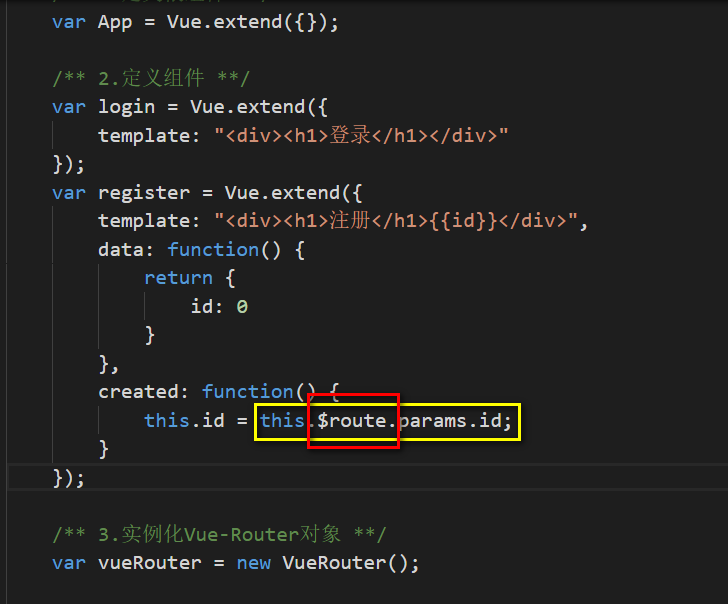 var App = Vue.extend({});
/** 2.定义组件 **/
var login = Vue.extend({
template: "<div><h1>登录</h1></div>"
});
var register = Vue.extend({
template: "<div><h1>注册</h1>{{id}}</div>",
data: function() {
return {
id: 0
}
},
created: function() {
this.id = this.$route.params.id;
}
});
/** 3.实例化Vue-Router对象 **/
var vueRouter = new VueRouter();